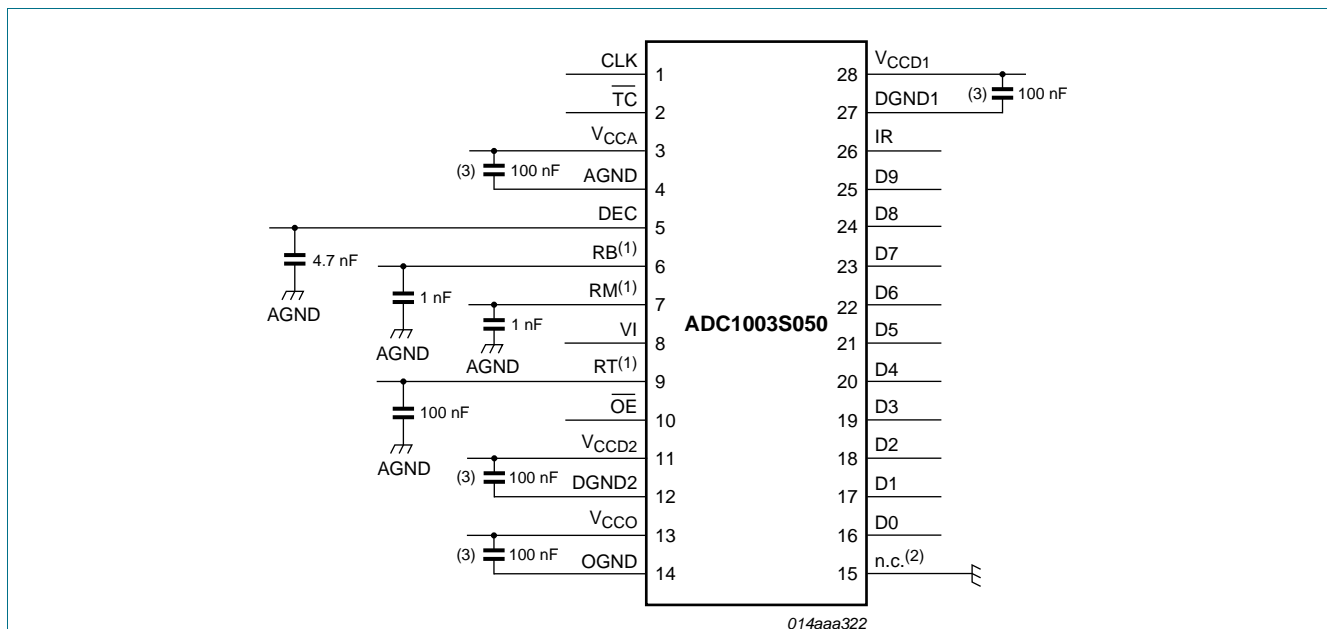 CLK
1
TC
2
VCCA
3
(3) 100 nF
AGND
4
DEC
5
4.7 nF
AGND
RB(1)
6
1 nF
AGND
RM(1)
7
1 nF
AGND
VI
8
RT(1)
9
100 nF
AGND
OE
10
VCCD2
11
(3) 100 nF
DGND2
12
VCCO
13
(3) 100 nF
OGND
14
ADC1003S050
28
VCCD1
(3) 100 nF
27
DGND1
26
IR
25
D9
24
D8
23
D7
22
D6
21
D5
20
D4
19
D3
18
D2
17
D1
16
D0
15
n.c.(2)
014aaa322